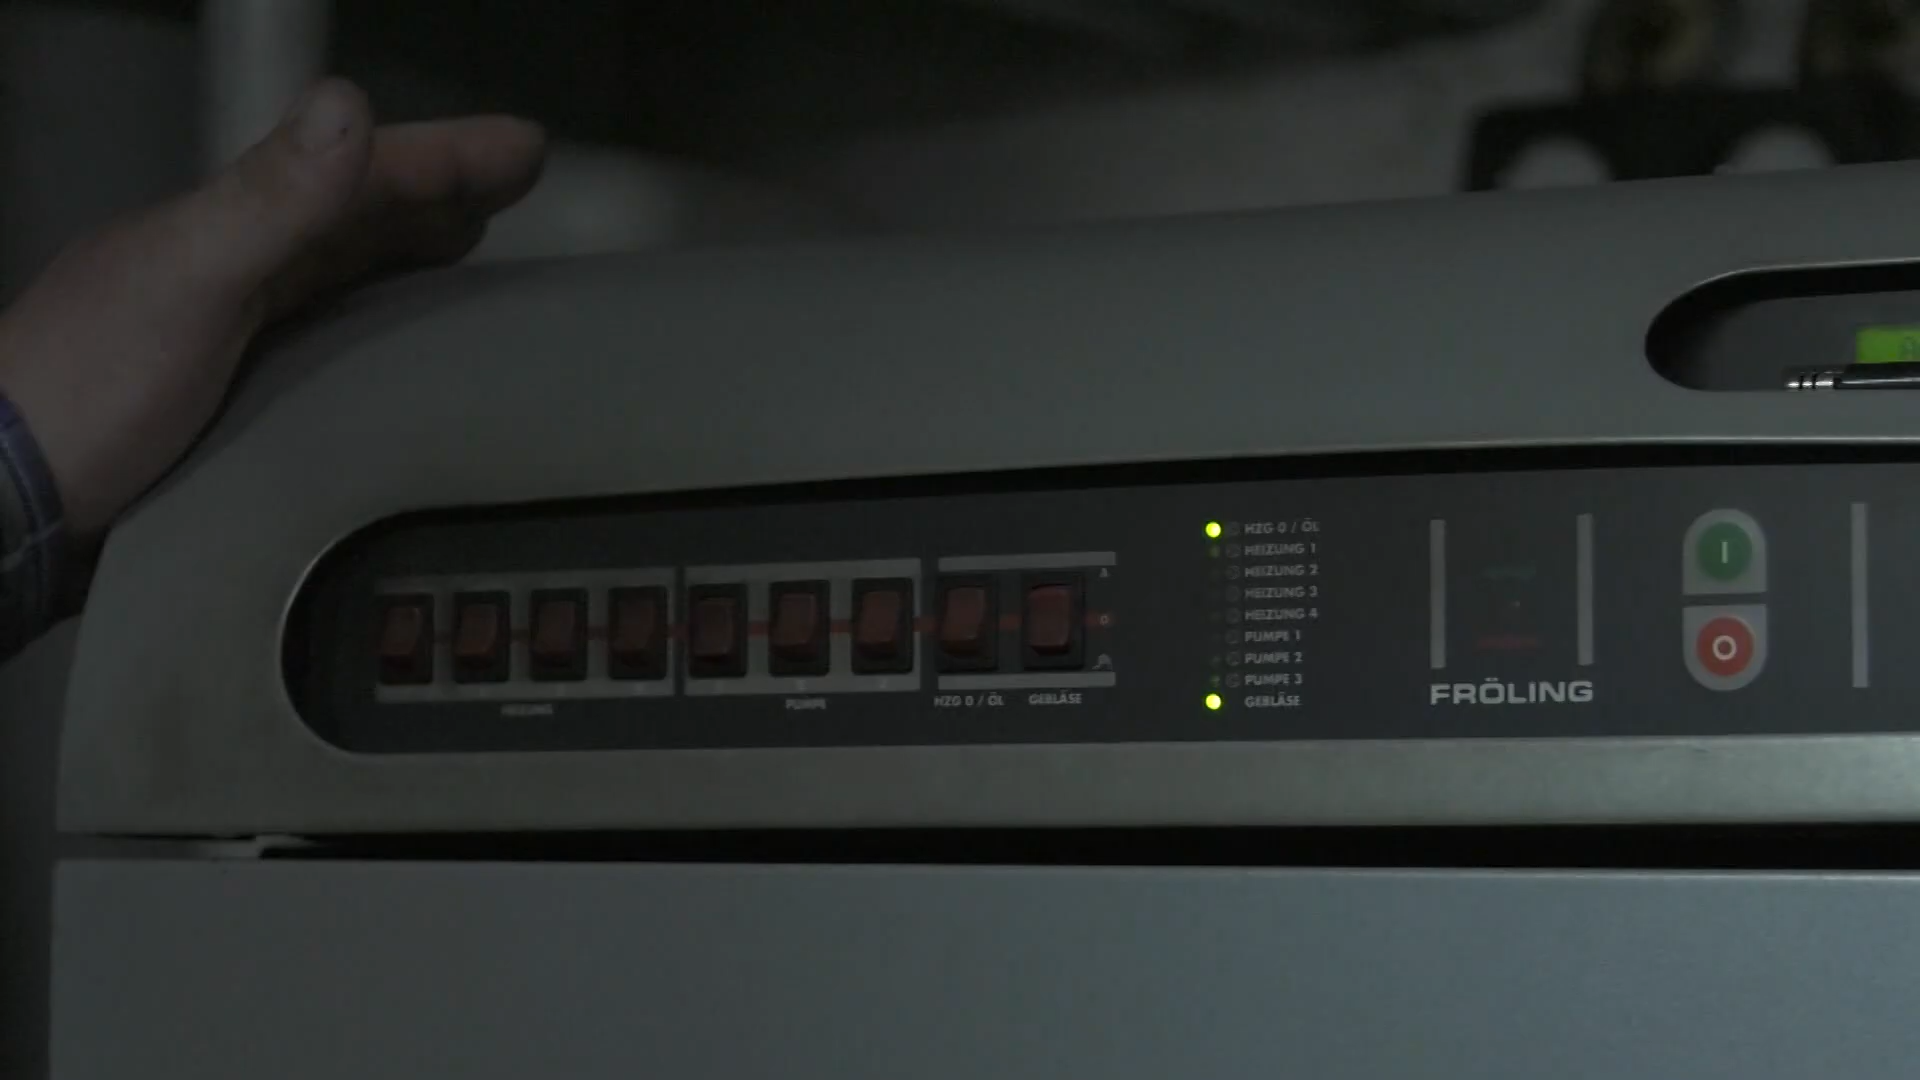 A
HZG 0 / ÖL
HEIZUNG 1
HEIZUNG 2
HEIZUNG 3
HEIZUNG 4
PUMPE 1
PUMPE 2
PUMPE 3
GEBLÄSE
HEIZUNG
PUMPE
HZG 0 / ÖL
GEBLÄSE
FRÖLING
I
O